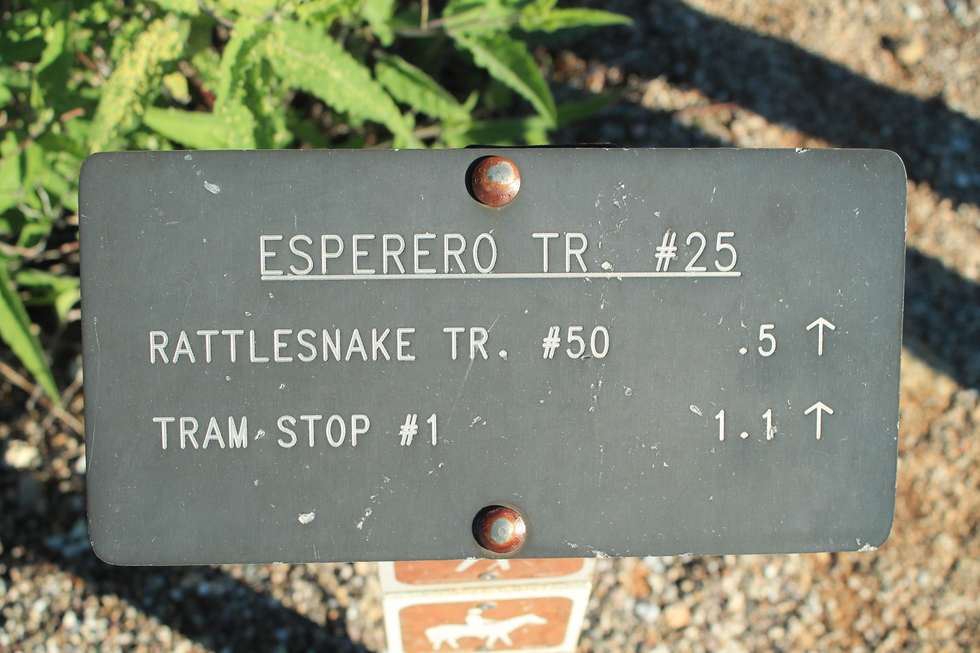 ESPERERO TR. #25
RATTLESNAKE TR. #50 .5 ↑
TRAM STOP #1 1.1 ↑